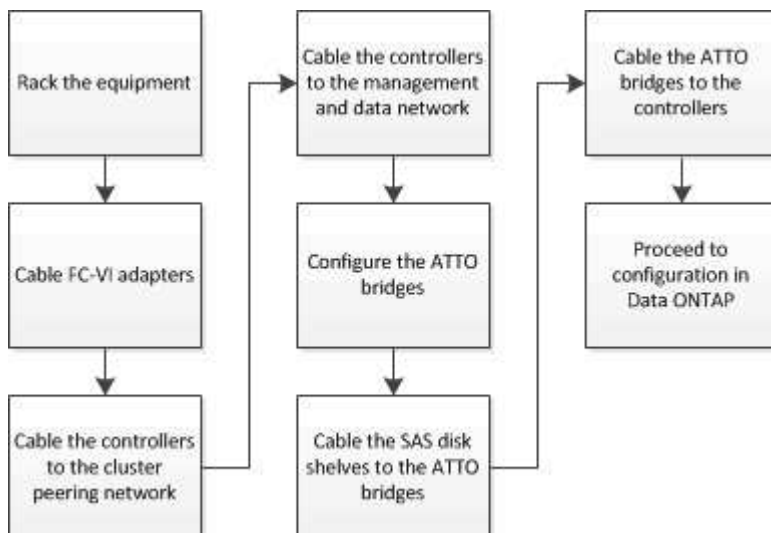 Rack the equipment
Cable FC-VI adapters
Cable the controllers
to the cluster
peering network
Cable the controllers
to the management
and data network
Configure the ATTO
bridges
Cable the SAS disk
shelves to the ATTO
bridges
Cable the ATTO
bridges to the
controllers
Proceed to
configuration in
Data ONTAP